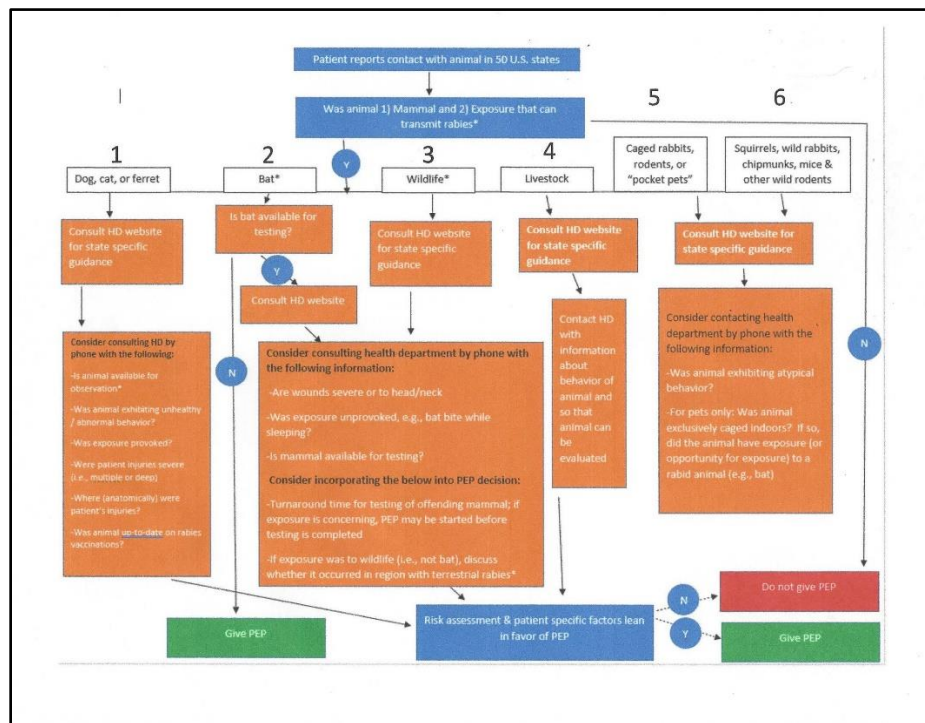 Patient reports contact with animal in 50 U.S. states
Was animal 1) Mammal and 2) Exposure that can
transmit rabies*
Y
N
1
Dog, cat, or ferret
Consult HD website
for state specific
guidance
Consider consulting HD by
phone with the following:
-Is animal available for
observation*
-Was animal exhibiting unhealthy
/ abnormal behavior?
-Was exposure provoked?
-Were patient injuries severe
(i.e., multiple or deep)
-Where (anatomically) were
patient's injuries?
-Was animal up-to-date on rabies
vaccinations?
2
Bat*
Is bat available for
testing?
Y
Consult HD website
N
Give PEP
3
Wildlife*
Consult HD website
for state specific
guidance
Consider consulting health department by phone with
the following information:
-Are wounds severe or to head/neck
-Was exposure unprovoked, e.g., bat bite while
sleeping?
-Is mammal available for testing?
Consider incorporating the below into PEP decision:
-Turnaround time for testing of offending mammal; if
exposure is concerning, PEP may be started before
testing is completed
-If exposure was to wildlife (i.e., not bat), discuss
whether it occurred in region with terrestrial rabies*
4
Livestock
Consult HD website
for state specific
guidance
Contact HD
with
information
about
behavior of
animal and
so that
animal can
be
evaluated
5
Caged rabbits,
rodents, or
"pocket pets"
6
Squirrels, wild rabbits,
chipmunks, mice &
other wild rodents
Consult HD website for
state specific guidance
Consider contacting health
department by phone with the
following information:
-Was animal exhibiting atypical
behavior?
-For pets only: Was animal
exclusively caged indoors? If so,
did the animal have exposure (or
opportunity for exposure) to a
rabid animal (e.g., bat)
Risk assessment & patient specific factors lean
in favor of PEP
N
Do not give PEP
Y
Give PEP